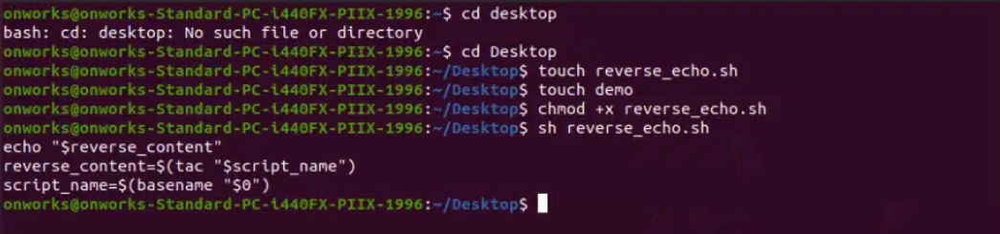 onworks@onworks-Standard-PC-i440FX-PIIX-1996:~$ cd desktop
bash: cd: desktop: No such file or directory
onworks@onworks-Standard-PC-i440FX-PIIX-1996:~$ cd Desktop
onworks@onworks-Standard-PC-i440FX-PIIX-1996:~/Desktop$ touch reverse_echo.sh
onworks@onworks-Standard-PC-i440FX-PIIX-1996:~/Desktop$ touch demo
onworks@onworks-Standard-PC-i440FX-PIIX-1996:~/Desktop$ chmod +x reverse_echo.sh
onworks@onworks-Standard-PC-i440FX-PIIX-1996:~/Desktop$ sh reverse_echo.sh
echo "$reverse_content"
reverse_content=$(tac "$script_name")
script_name=$(basename "$0")
onworks@onworks-Standard-PC-i440FX-PIIX-1996:~/Desktop$